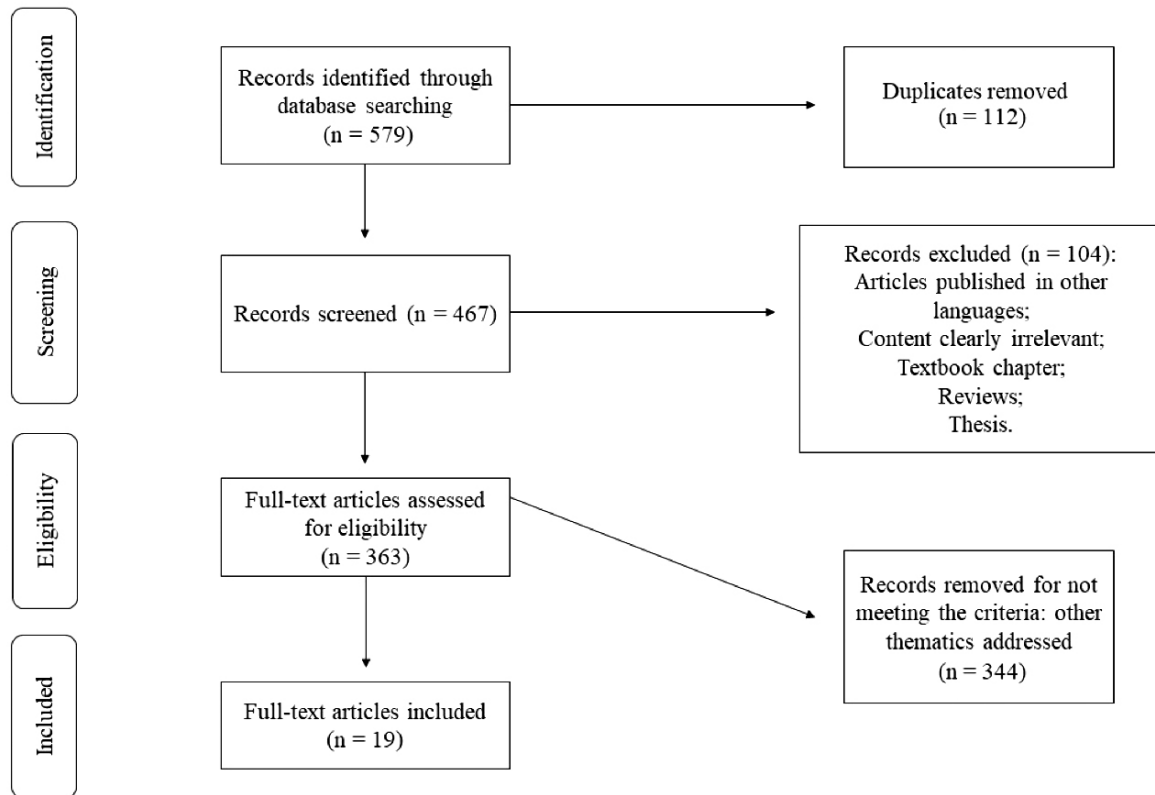 Identification
Records identified through
database searching
(n = 579)
Duplicates removed
(n = 112)
Screening
Records screened (n = 467)
Records excluded (n = 104):
Articles published in other
languages;
Content clearly irrelevant;
Textbook chapter;
Reviews;
Thesis.
Eligibility
Full-text articles assessed
for eligibility
(n = 363)
Records removed for not
meeting the criteria: other
thematics addressed
(n = 344)
Included
Full-text articles included
(n = 19)